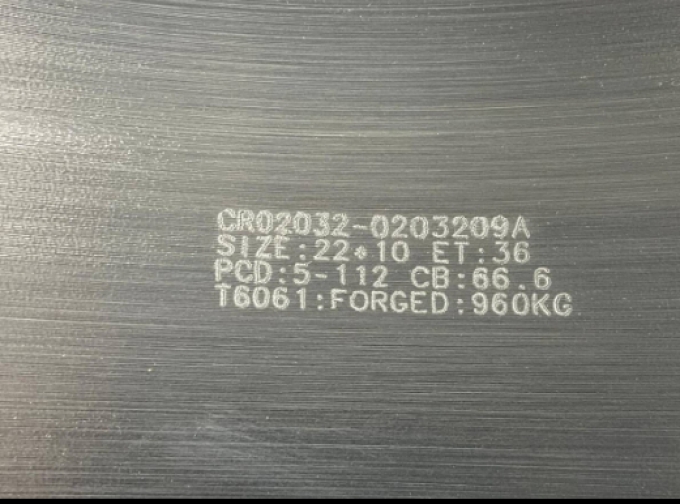 CR02032-0203209A
SIZE:22*10 ET:36
PCD:5-112 CB:66.6
T6061:FORGED:960KG